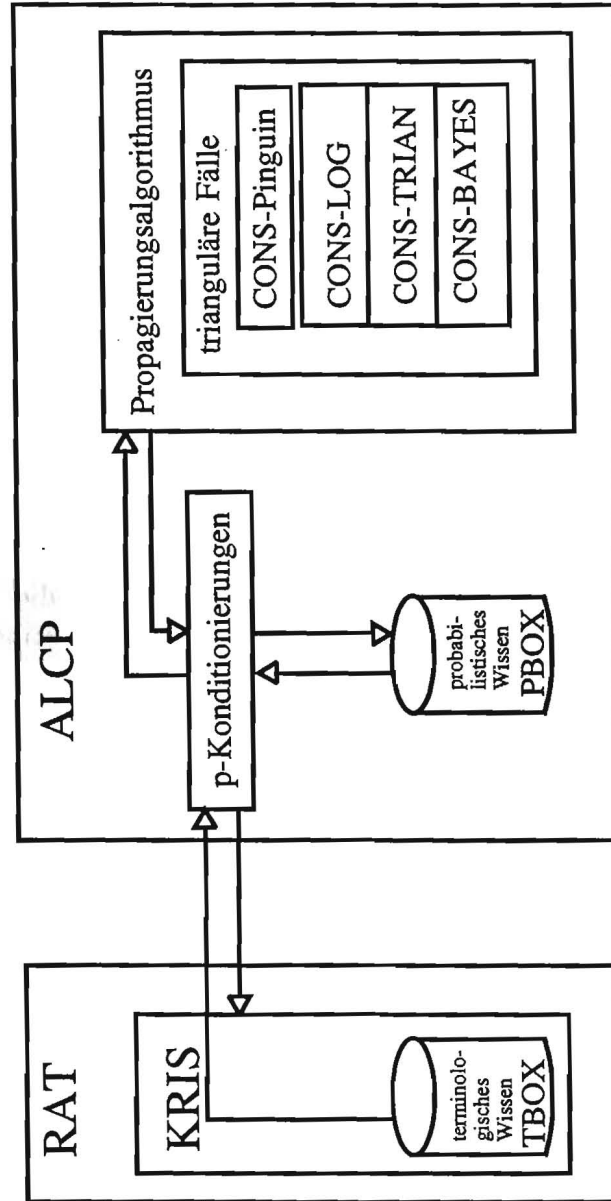 RAT
KRIS
terminolo-
gisches
Wissen
TBOX
ALCP
p-Konditionierungen
probabi-
listisches
Wissen
PBOX
Propagierungsalgorithmus
trianguläre Fälle
CONS-Pinguin
CONS-LOG
CONS-TRIAN
CONS-BAYES